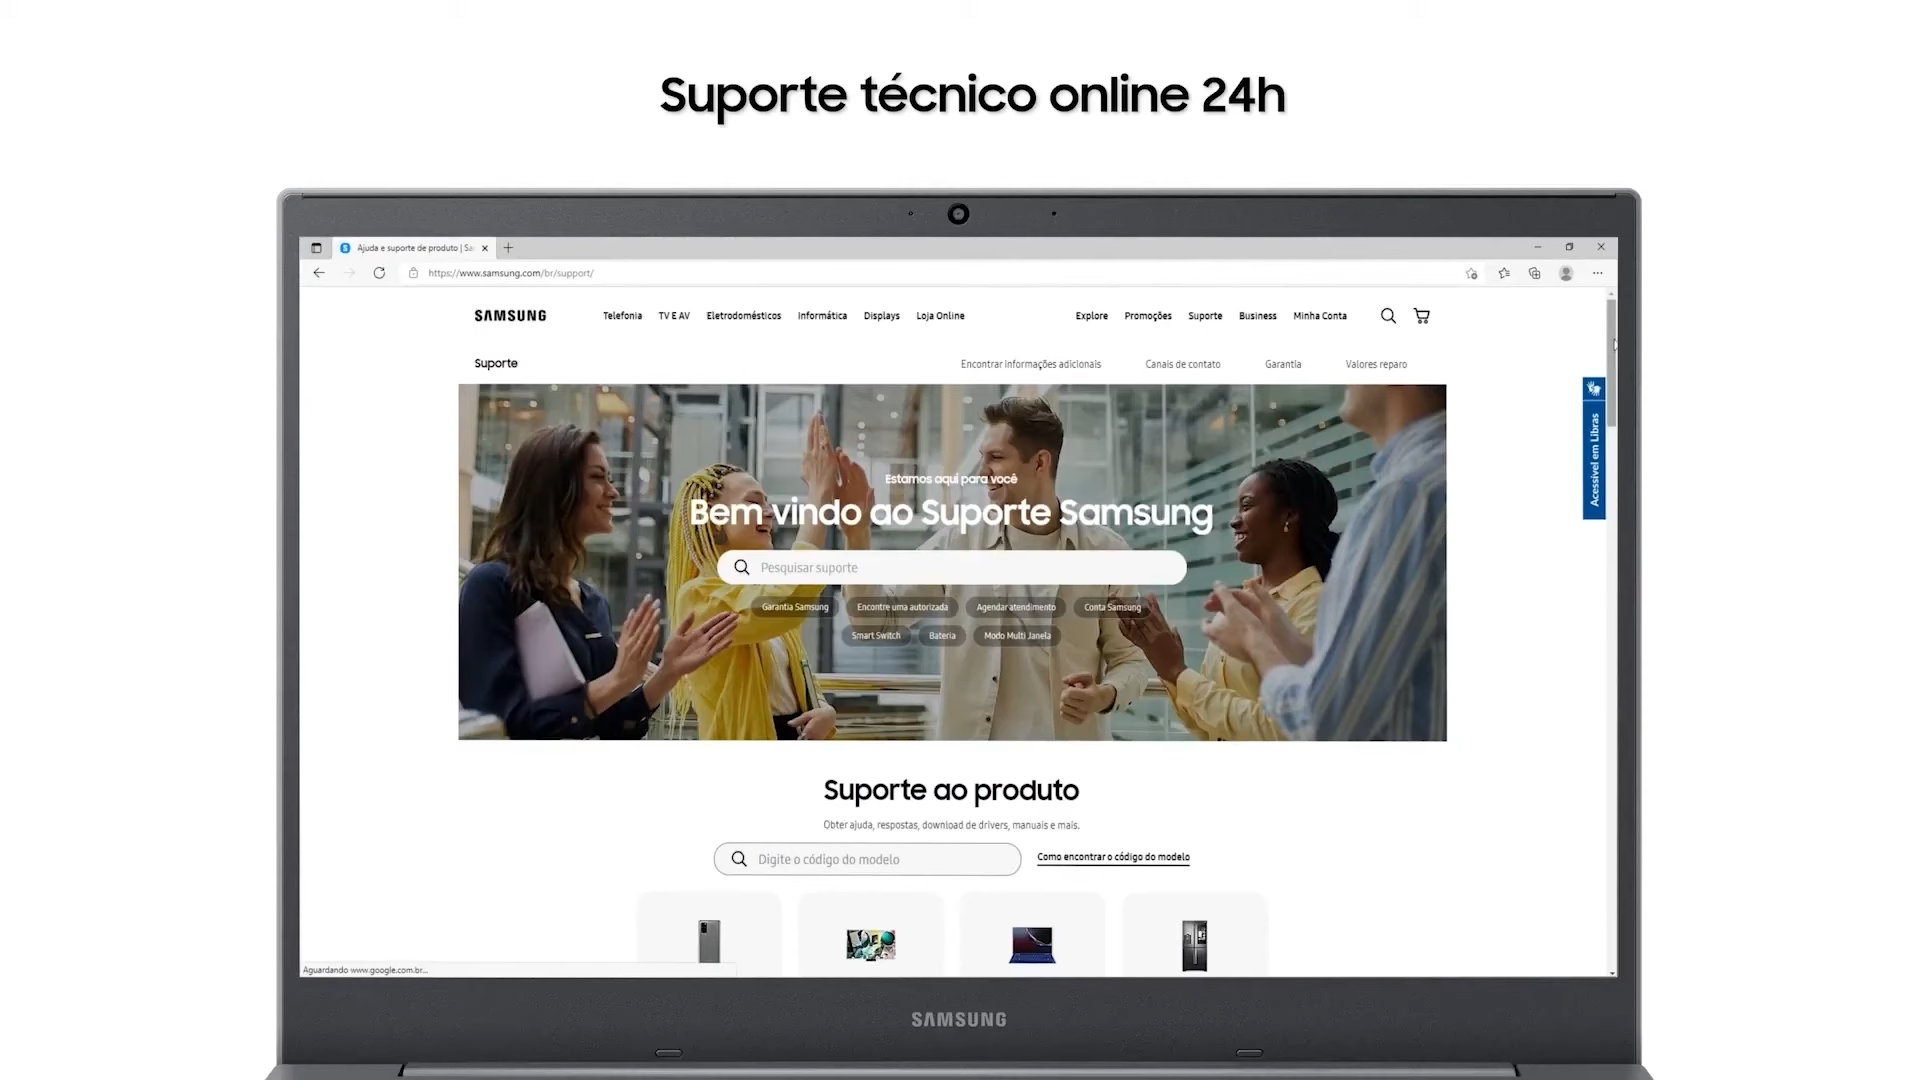 Suporte técnico online 24h
Ajuda e suporte de produto | Sa
https://www.samsung.com/br/support/
SAMSUNG Telefonia TV E AV Eletrodomésticos Informática Displays Loja Online Explore Promoções Suporte Business Minha Conta
Suporte Encontrar informações adicionais Canais de contato Garantia Valores reparo
Acessível em Libras
Estamos aqui para você
Bem vindo ao Suporte Samsung
Pesquisar suporte
Garantia Samsung Encontre uma autorizada Agendar atendimento Conta Samsung
Smart Switch Bateria Modo Multi Janela
Suporte ao produto
Obter ajuda, respostas, download de drivers, manuais e mais.
Digite o código do modelo Como encontrar o código do modelo
Aguardando www.google.com.br...
SAMSUNG